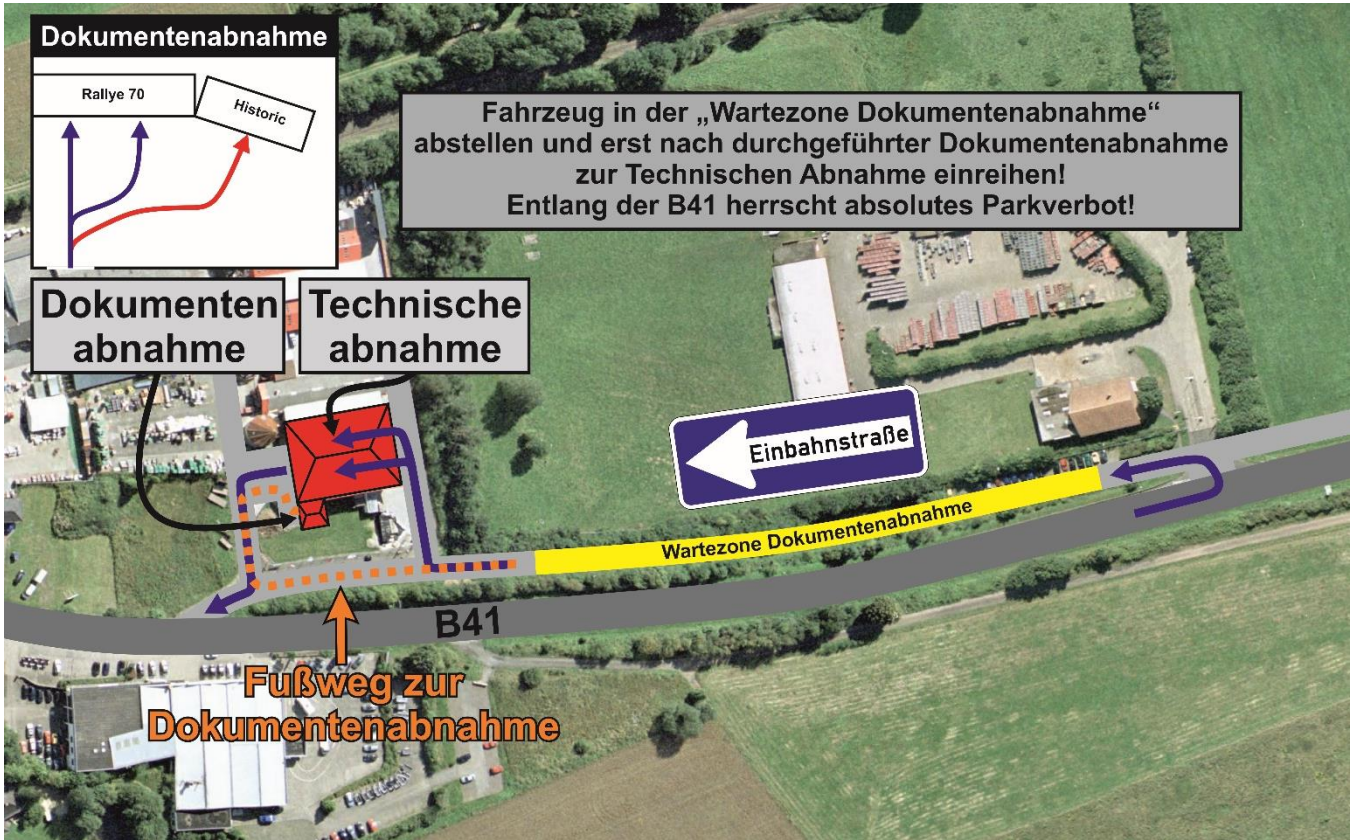 Dokumentenabnahme
Rallye 70
Historic
Fahrzeug in der „Wartezone Dokumentenabnahme“
abstellen und erst nach durchgeführter Dokumentenabnahme
zur Technischen Abnahme einreihen!
Entlang der B41 herrscht absolutes Parkverbot!
Dokumenten
abnahme
Technische
abnahme
Einbahnstraße
Wartezone Dokumentenabnahme
B41
Fußweg zur
Dokumentenabnahme